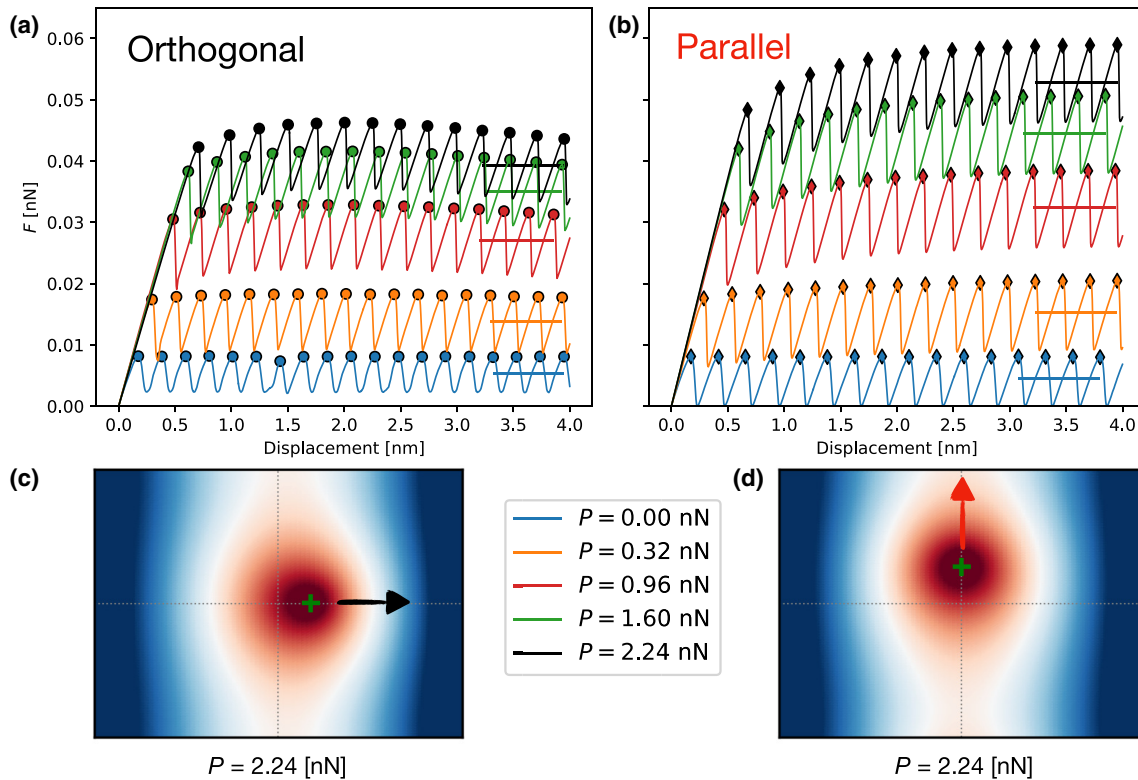 (a)
Orthogonal
F [nN]
0.06
0.05
0.04
0.03
0.02
0.01
0.00
0.0 0.5 1.0 1.5 2.0 2.5 3.0 3.5 4.0
Displacement [nm]
(b)
Parallel
0.0 0.5 1.0 1.5 2.0 2.5 3.0 3.5 4.0
Displacement [nm]
(c)
P = 2.24 [nN]
P = 0.00 nN
P = 0.32 nN
P = 0.96 nN
P = 1.60 nN
P = 2.24 nN
(d)
P = 2.24 [nN]